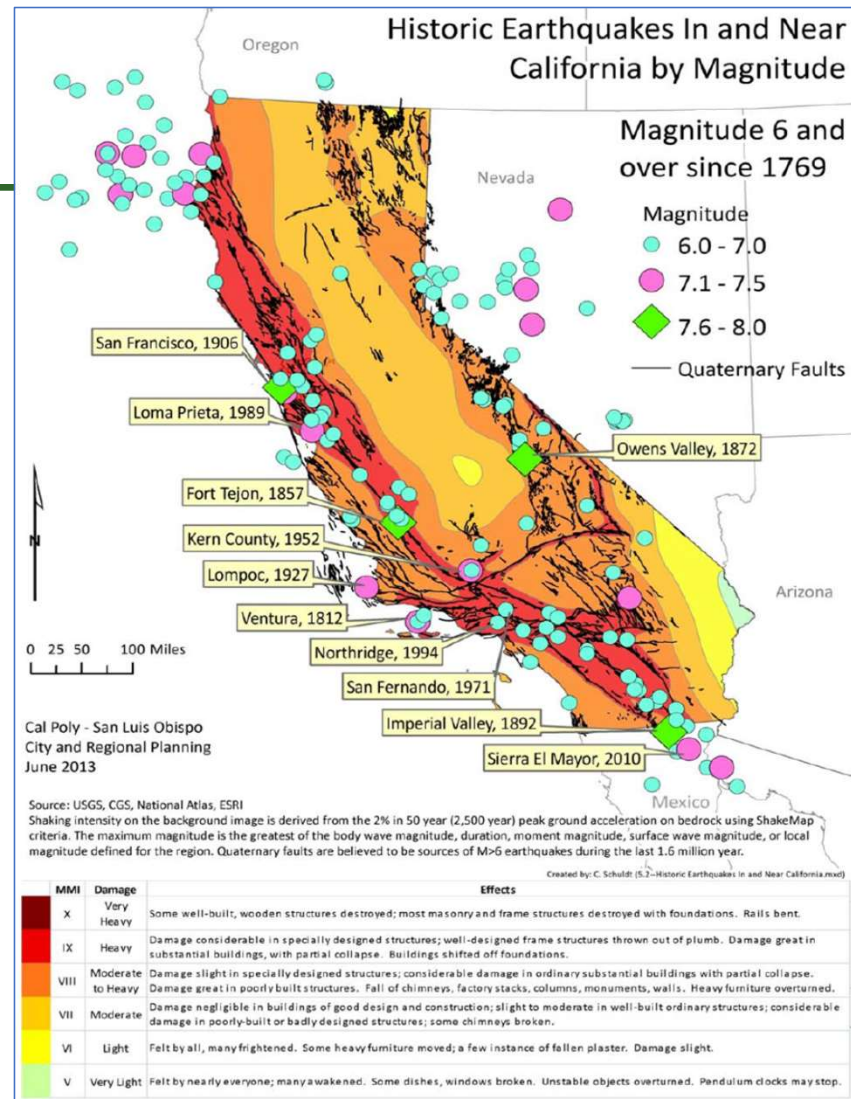 Historic Earthquakes In and Near
California by Magnitude
Oregon
Magnitude 6 and
over since 1769
Nevada
Magnitude
6.0 - 7.0
7.1 - 7.5
7.6 - 8.0
Quaternary Faults
San Francisco, 1906
Loma Prieta, 1989
Owens Valley, 1872
Fort Tejon, 1857
Kern County, 1952
Lompoc, 1927
Arizona
Ventura, 1812
N
Northridge, 1994
0 25 50 100 Miles
San Fernando, 1971
Imperial Valley, 1892
Sierra El Mayor, 2010
Cal Poly - San Luis Obispo
City and Regional Planning
June 2013
Mexico
Source: USGS, CGS, National Atlas, ESRI
Shaking intensity on the background image is derived from the 2% in 50 year (2,500 year) peak ground acceleration on bedrock using ShakeMap
criteria. The maximum magnitude is the greatest of the body wave magnitude, duration, moment magnitude, surface wave magnitude, or local
magnitude defined for the region. Quaternary faults are believed to be sources of M>6 earthquakes during the last 1.6 million year.
Created by: C. Schuldt (5.2--Historic Earthquakes In and Near California.mxd)
MMI Damage Effects
X Very Heavy Some well-built, wooden structures destroyed; most masonry and frame structures destroyed with foundations. Rails bent.
IX Heavy Damage considerable in specially designed structures; well-designed frame structures thrown out of plumb. Damage great in
substantial buildings, with partial collapse. Buildings shifted off foundations.
VIII Moderate to Heavy Damage slight in specially designed structures; considerable damage in ordinary substantial buildings with partial collapse.
Damage great in poorly built structures. Fall of chimneys, factory stacks, columns, monuments, walls. Heavy furniture overturned.
VII Moderate Damage negligible in buildings of good design and construction; slight to moderate in well-built ordinary structures; considerable
damage in poorly-built or badly designed structures; some chimneys broken.
VI Light Felt by all, many frightened. Some heavy furniture moved; a few instance of fallen plaster. Damage slight.
V Very Light Felt by nearly everyone; many awakened. Some dishes, windows broken. Unstable objects overturned. Pendulum clocks may stop.